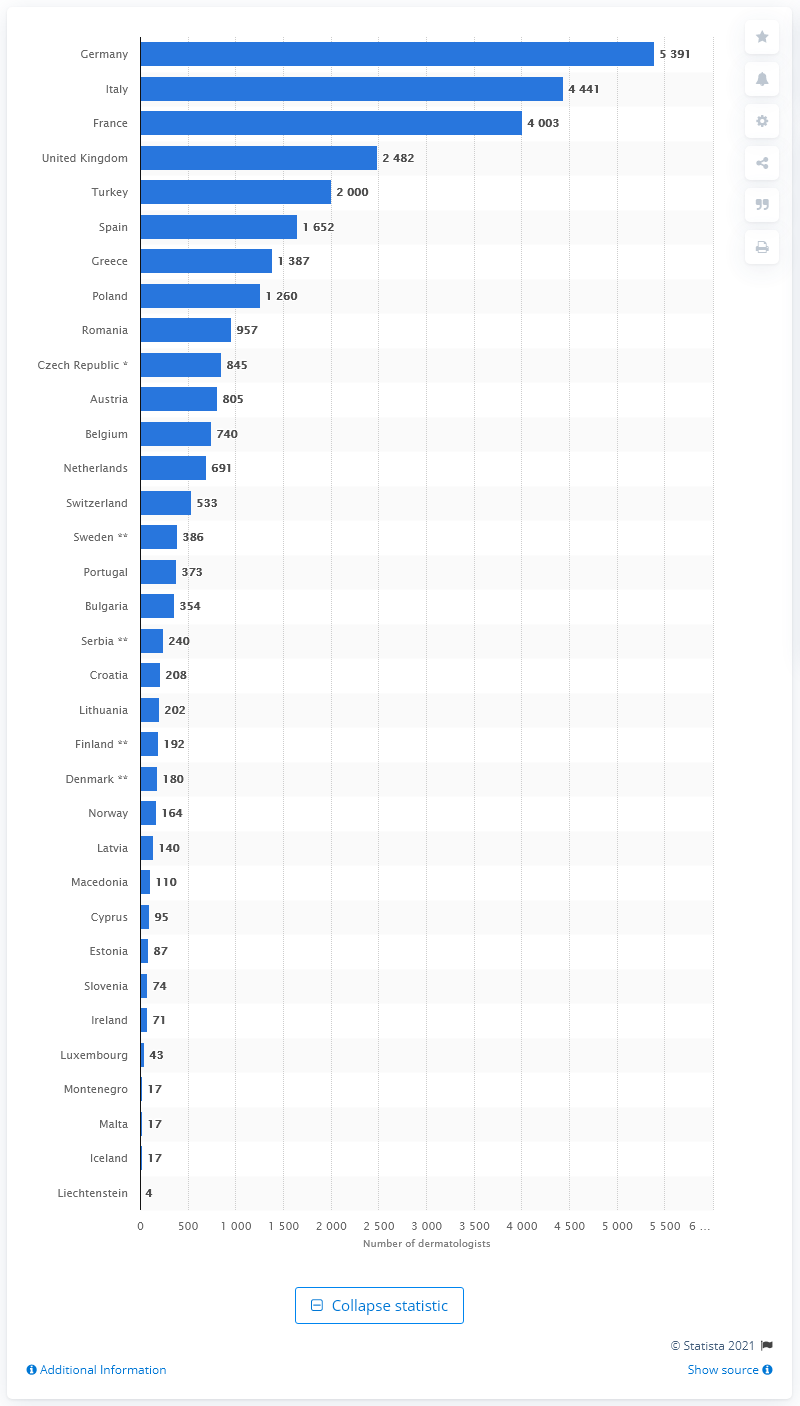 Germany 5 391
Italy 4 441
France 4 003
United Kingdom 2 482
Turkey 2 000
Spain 1 652
Greece 1 387
Poland 1 260
Romania 957
Czech Republic * 845
Austria 805
Belgium 740
Netherlands 691
Switzerland 533
Sweden ** 386
Portugal 373
Bulgaria 354
Serbia ** 240
Croatia 208
Lithuania 202
Finland ** 192
Denmark ** 180
Norway 164
Latvia 140
Macedonia 110
Cyprus 95
Estonia 87
Slovenia 74
Ireland 71
Luxembourg 43
Montenegro 17
Malta 17
Iceland 17
Liechtenstein 4
0 500 1 000 1 500 2 000 2 500 3 000 3 500 4 000 4 500 5 000 5 500 6 ...
Number of dermatologists
Collapse statistic
© Statista 2021
Additional Information Show source